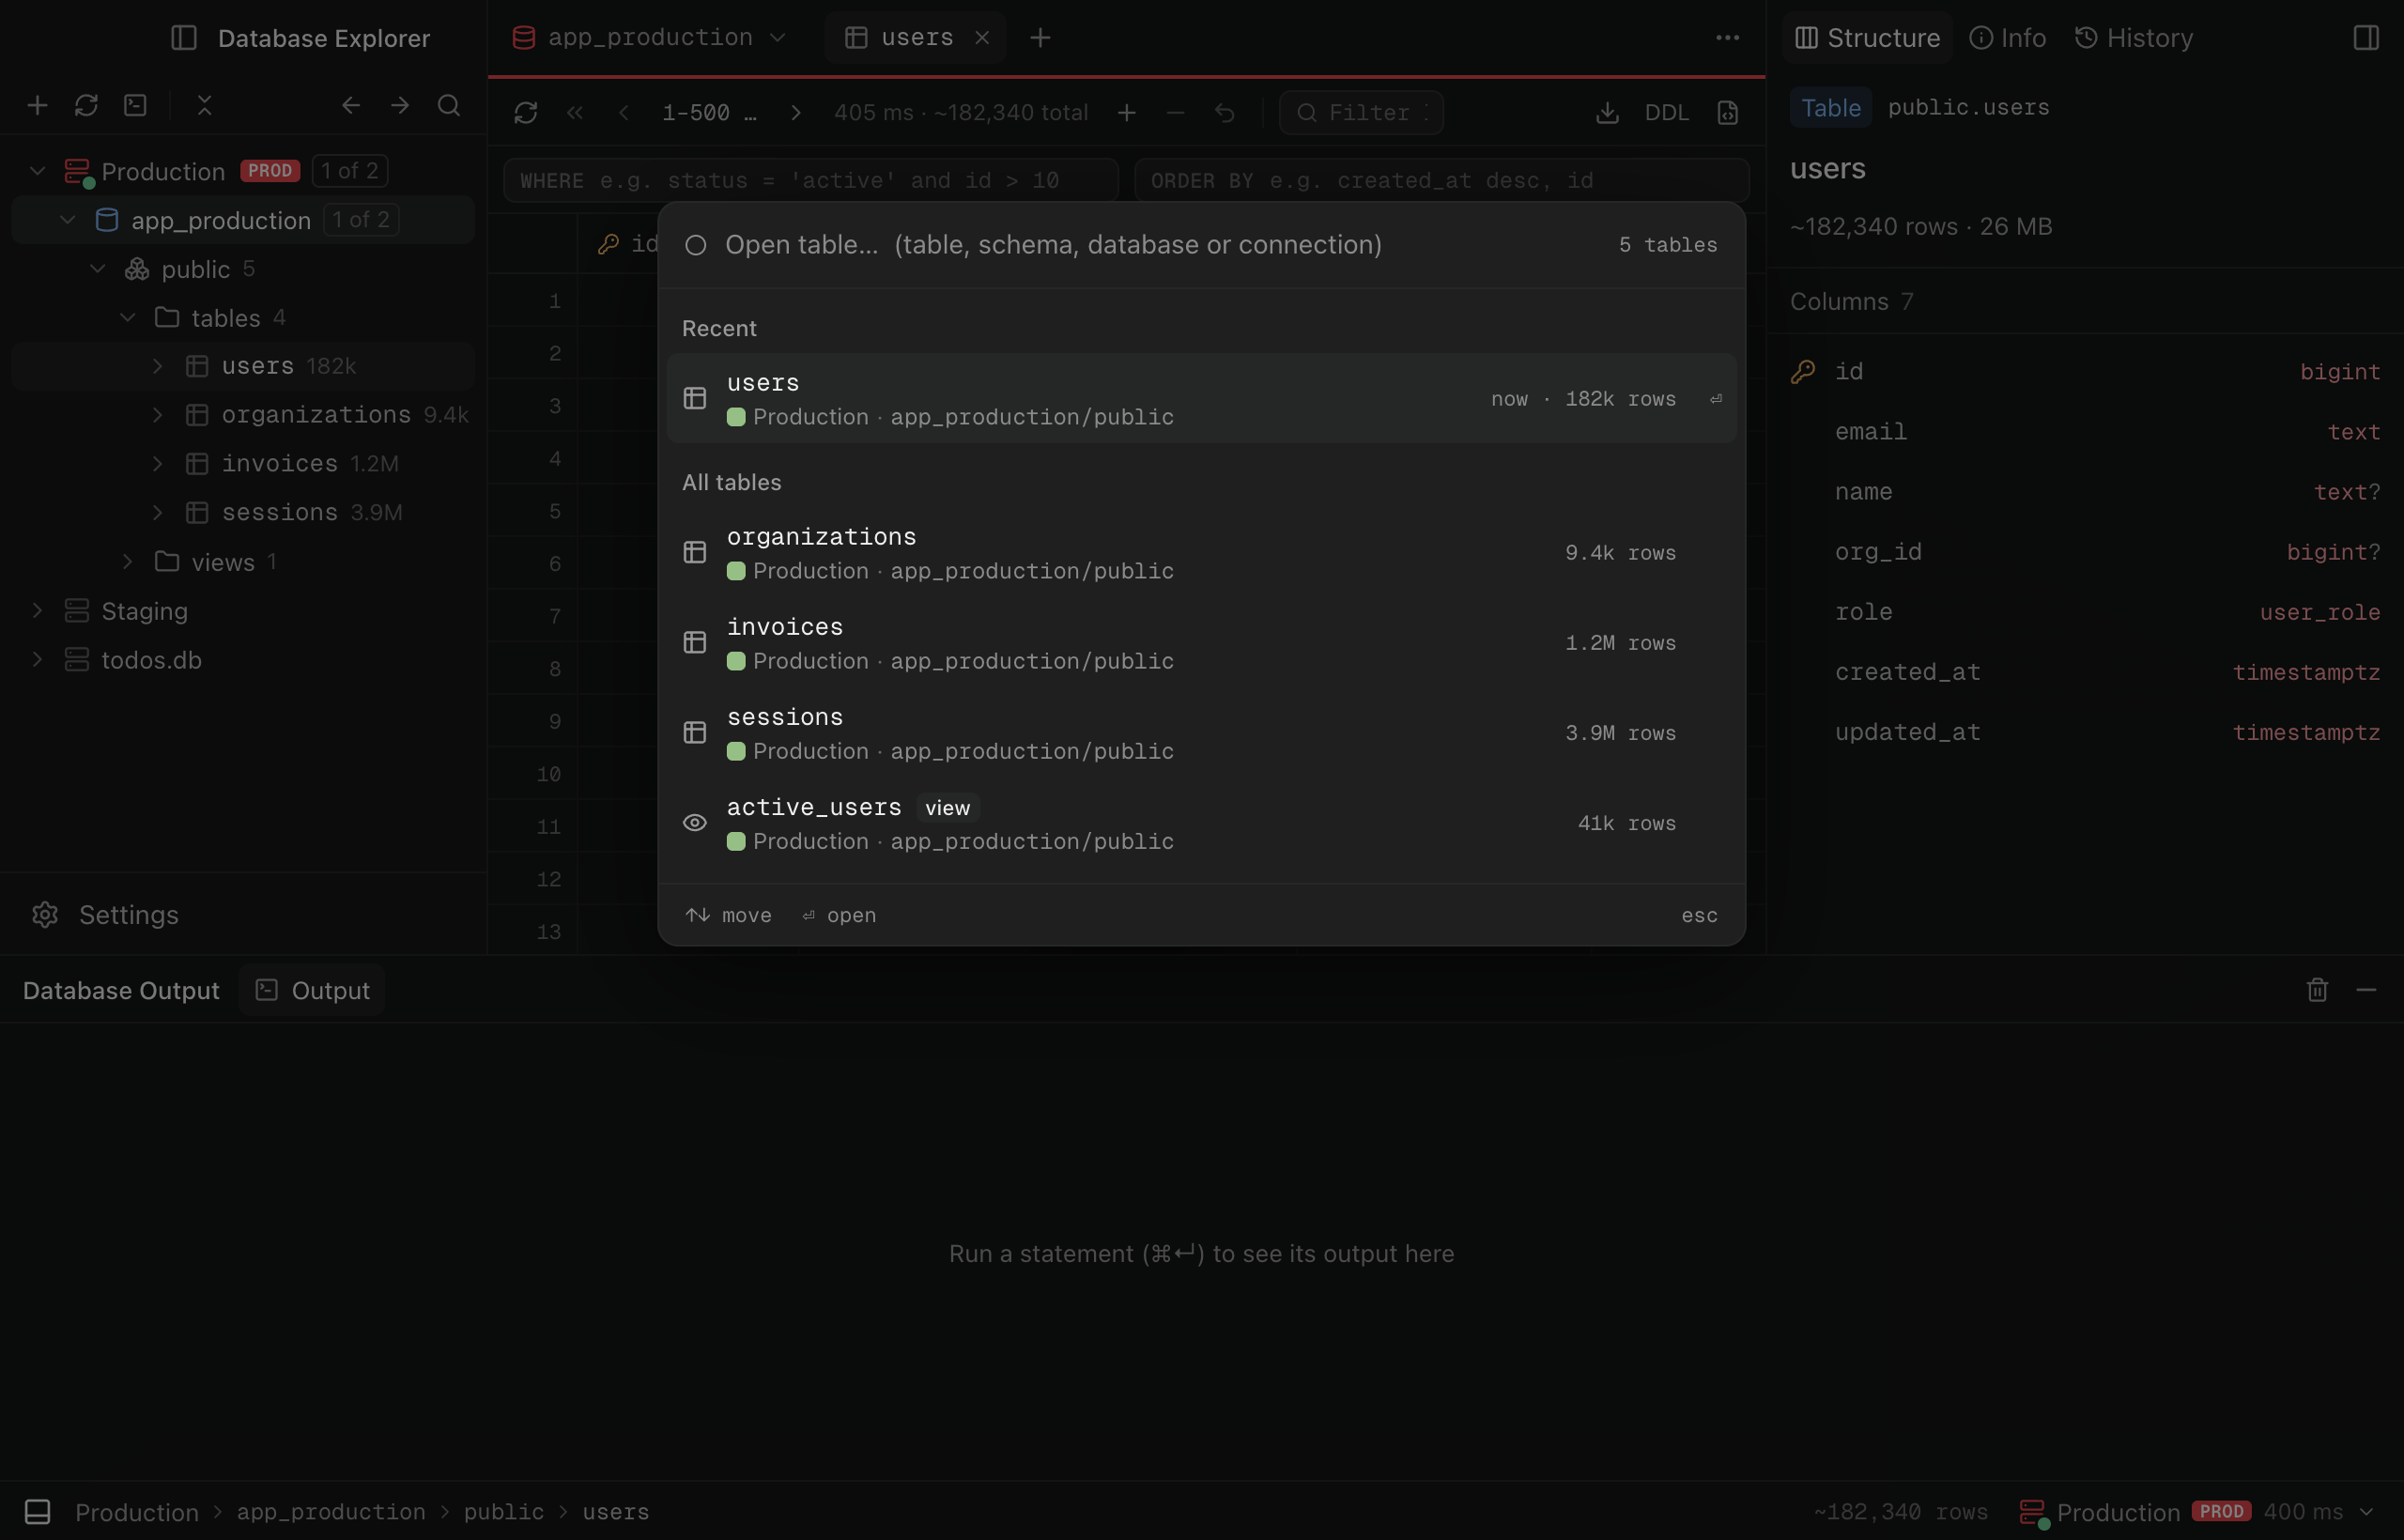 Database Explorer
app_production
users
Structure
Info
History
1-500 …
405 ms · ~182,340 total
Filter
DDL
Table public.users
Production PROD 1 of 2
WHERE e.g. status = 'active' and id > 10
ORDER BY e.g. created_at desc, id
users
app_production 1 of 2
~182,340 rows · 26 MB
public 5
id
Open table... (table, schema, database or connection)
5 tables
tables 4
users 182k
organizations 9.4k
invoices 1.2M
sessions 3.9M
views 1
Staging
todos.db
Settings
1
2
3
4
5
6
7
8
9
10
11
12
13
Recent
users
Production · app_production/public
now · 182k rows
All tables
organizations
Production · app_production/public
9.4k rows
invoices
Production · app_production/public
1.2M rows
sessions
Production · app_production/public
3.9M rows
active_users view
Production · app_production/public
41k rows
↑↓ move ⏎ open
esc
Columns 7
id bigint
email text
name text?
org_id bigint?
role user_role
created_at timestamptz
updated_at timestamptz
Database Output
Output
Run a statement (⌘↵) to see its output here
Production > app_production > public > users
~182,340 rows
Production PROD 400 ms